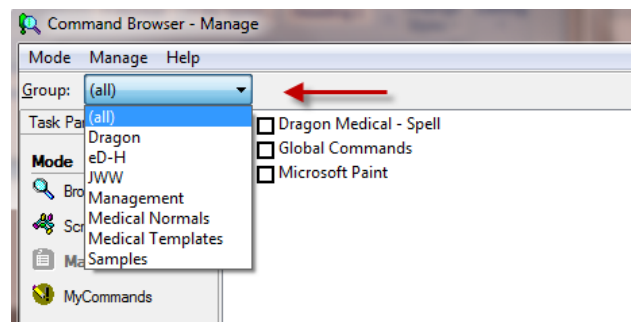 Command Browser - Manage
Mode Manage Help
Group: (all)
Task Pa
(all)
Dragon
eD-H
JWW
Management
Medical Normals
Medical Templates
Samples
Dragon Medical - Spell
Global Commands
Microsoft Paint
Mode
Bro
Scr
Ma
MyCommands